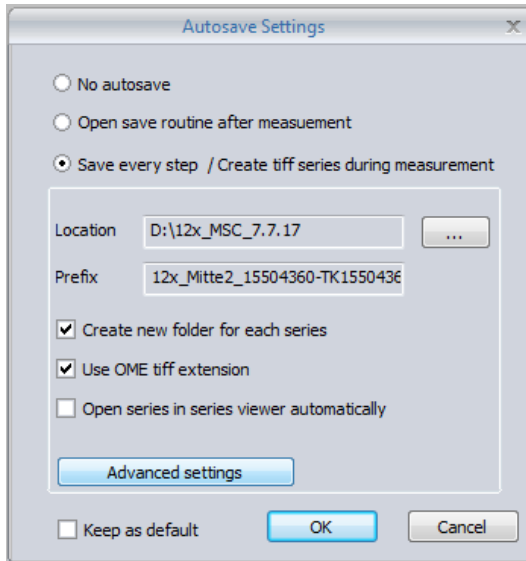 Autosave Settings
No autosave
Open save routine after measuement
Save every step / Create tiff series during measurement
Location D:\12x_MSC_7.7.17 ...
Prefix 12x_Mitte2_15504360-TK1550436
Create new folder for each series
Use OME tiff extension
Open series in series viewer automatically
Advanced settings
Keep as default OK Cancel